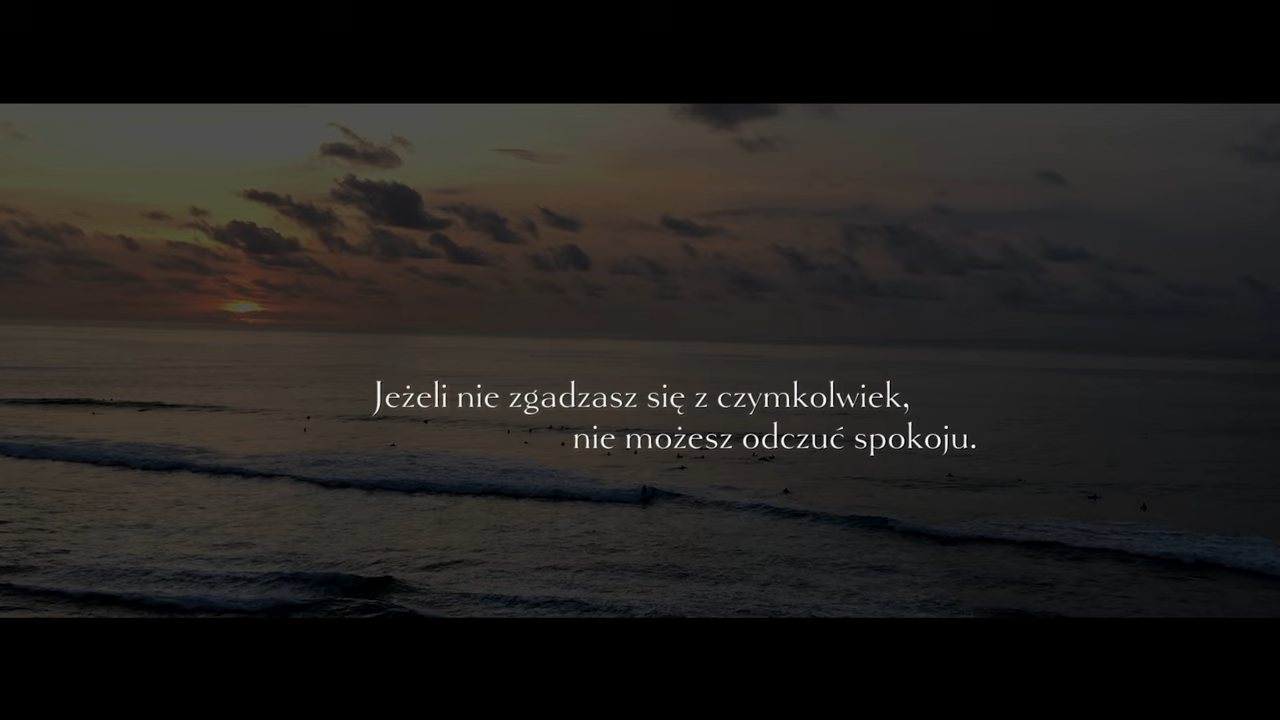 Jeżeli nie zgadzasz się z czymkolwiek,
nie możesz odczuć spokoju.